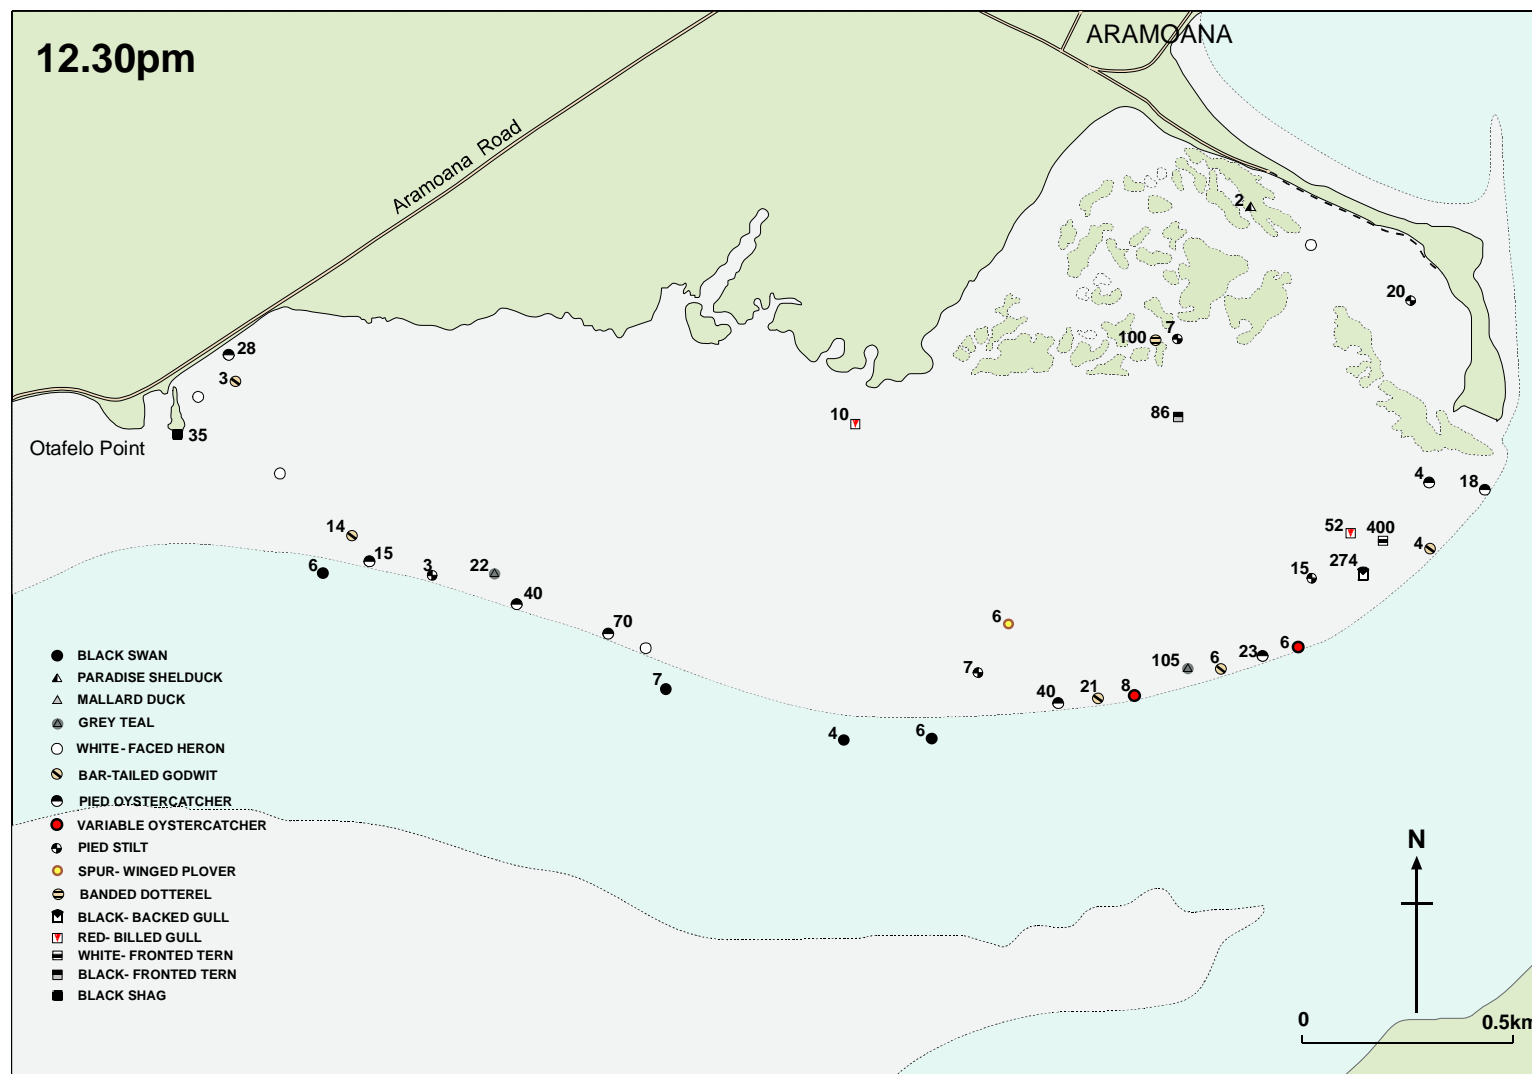 ARAMOANA
12.30pm
Aramoana Road
2
20
28
100
7
3
10
86
35
Otafelo Point
4
18
14
52
400
15
4
6
3
22
274
15
40
6
70
BLACK SWAN
6
23
105
6
7
7
PARADISE SHELDUCK
40
21
8
MALLARD DUCK
GREY TEAL
4
6
WHITE- FACED HERON
BAR-TAILED GODWIT
PIED OYSTERCATCHER
VARIABLE OYSTERCATCHER
PIED STILT
N
SPUR- WINGED PLOVER
BANDED DOTTEREL
BLACK- BACKED GULL
RED- BILLED GULL
WHITE- FRONTED TERN
BLACK- FRONTED TERN
BLACK SHAG
0 0.5km